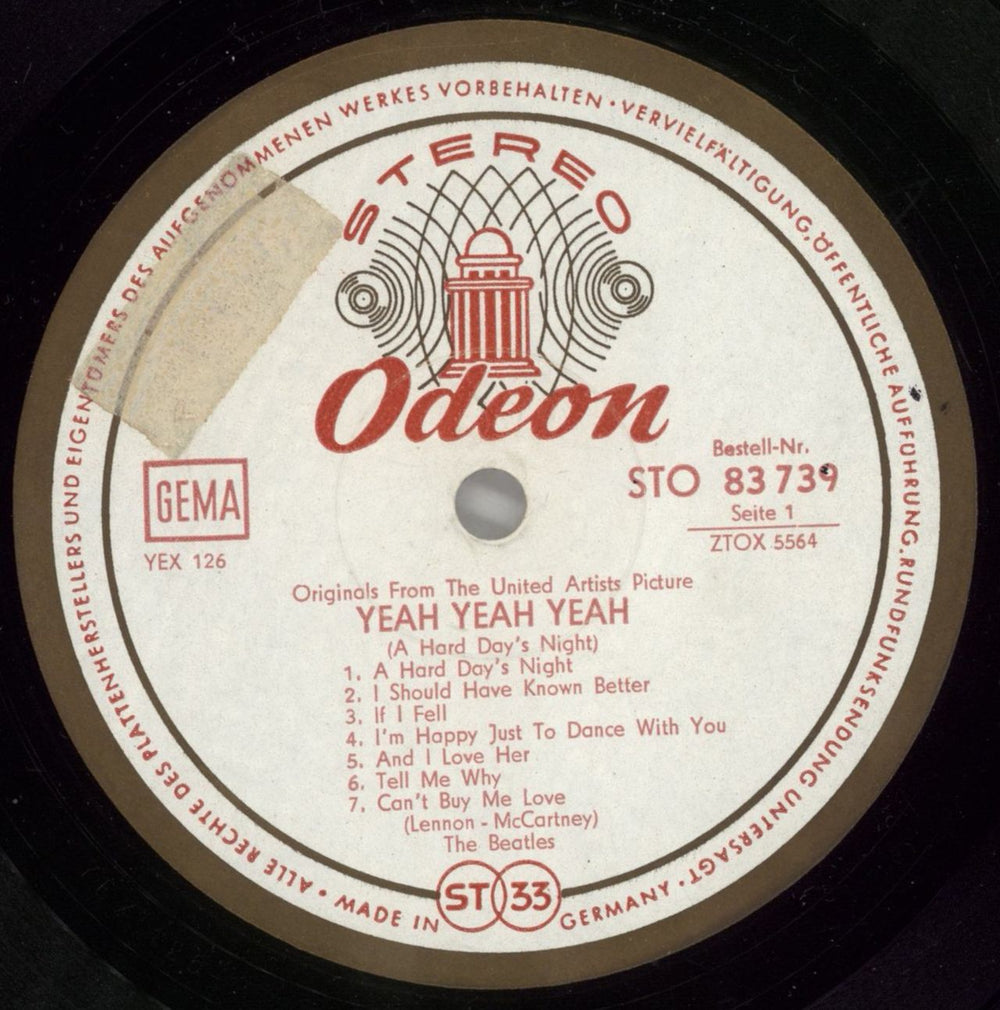 ALLE RECHTE DES PLATTENHERSTELLERS UND EIGENTÜMERS DES AUFGENOMMENEN WERKES VORBEHALTEN · VERVIELFÄLTIGUNG, ÖFFENTLICHE AUFFÜHRUNG, RUNDFUNKSENDUNG UNTERSAGT ·
STEREO
Odeon
GEMA
YEX 126
Bestell-Nr.
STO 83 739
Seite 1
ZTOX 5564
Originals From The United Artists Picture
YEAH YEAH YEAH
(A Hard Day's Night)
1. A Hard Day's Night
2. I Should Have Known Better
3. If I Fell
4. I'm Happy Just To Dance With You
5. And I Love Her
6. Tell Me Why
7. Can't Buy Me Love
(Lennon - McCartney)
The Beatles
ST 33
MADE IN GERMANY